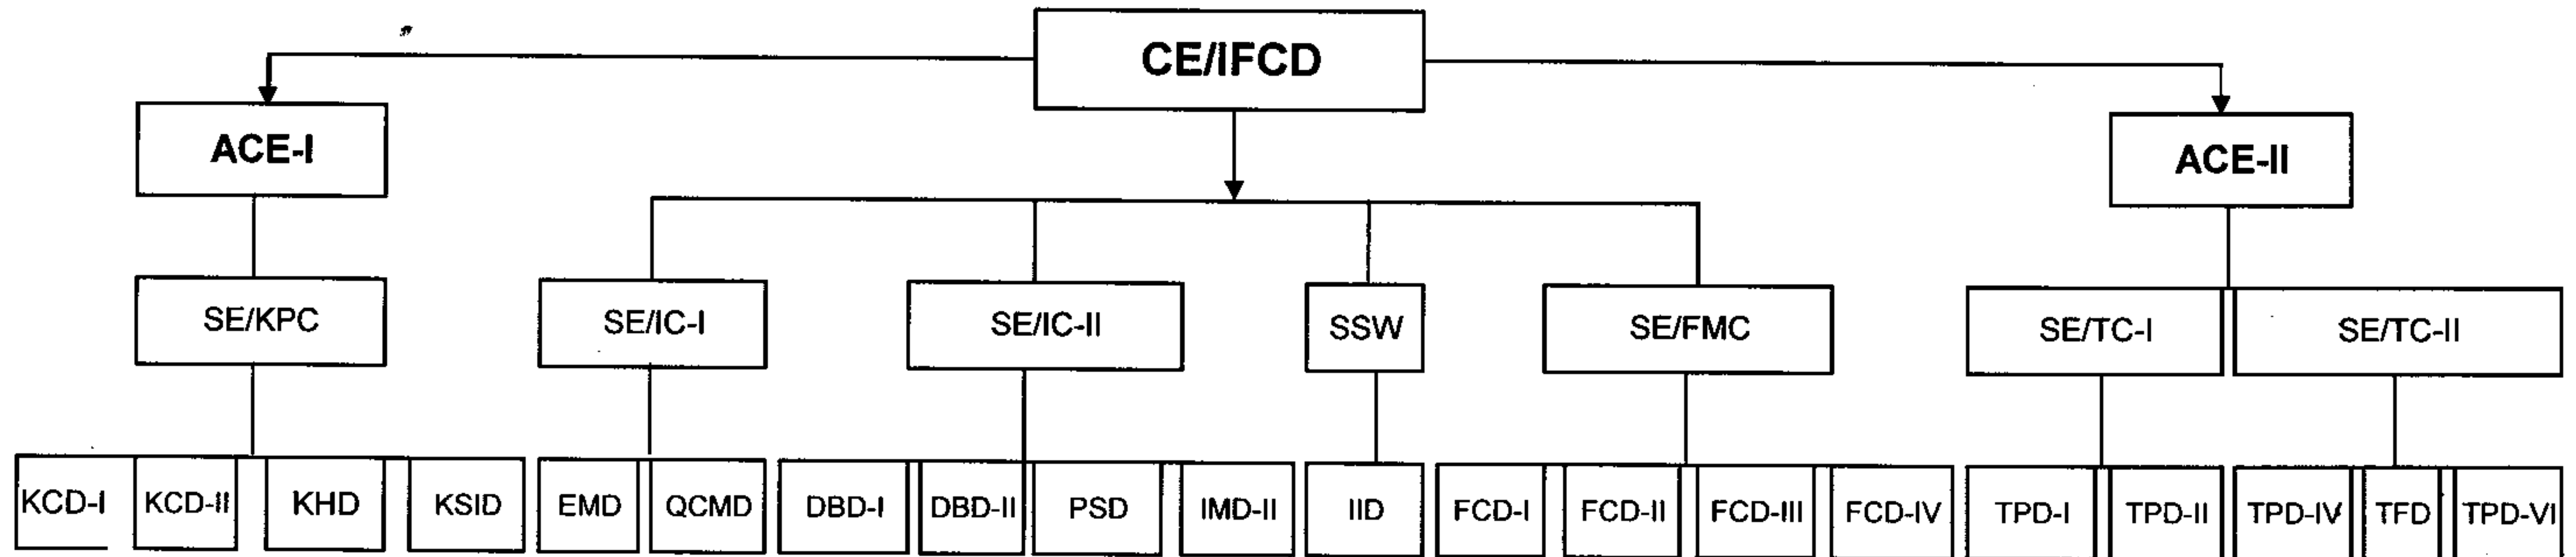 CE/IFCD
ACE-I
ACE-II
SE/KPC
SE/IC-I
SE/IC-II
SSW
SE/FMC
SE/TC-I
SE/TC-II
KCD-I
KCD-II
KHD
KSID
EMD
QCMD
DBD-I
DBD-II
PSD
IMD-II
IID
FCD-I
FCD-II
FCD-III
FCD-IV
TPD-I
TPD-II
TPD-IV
TFD
TPD-VI